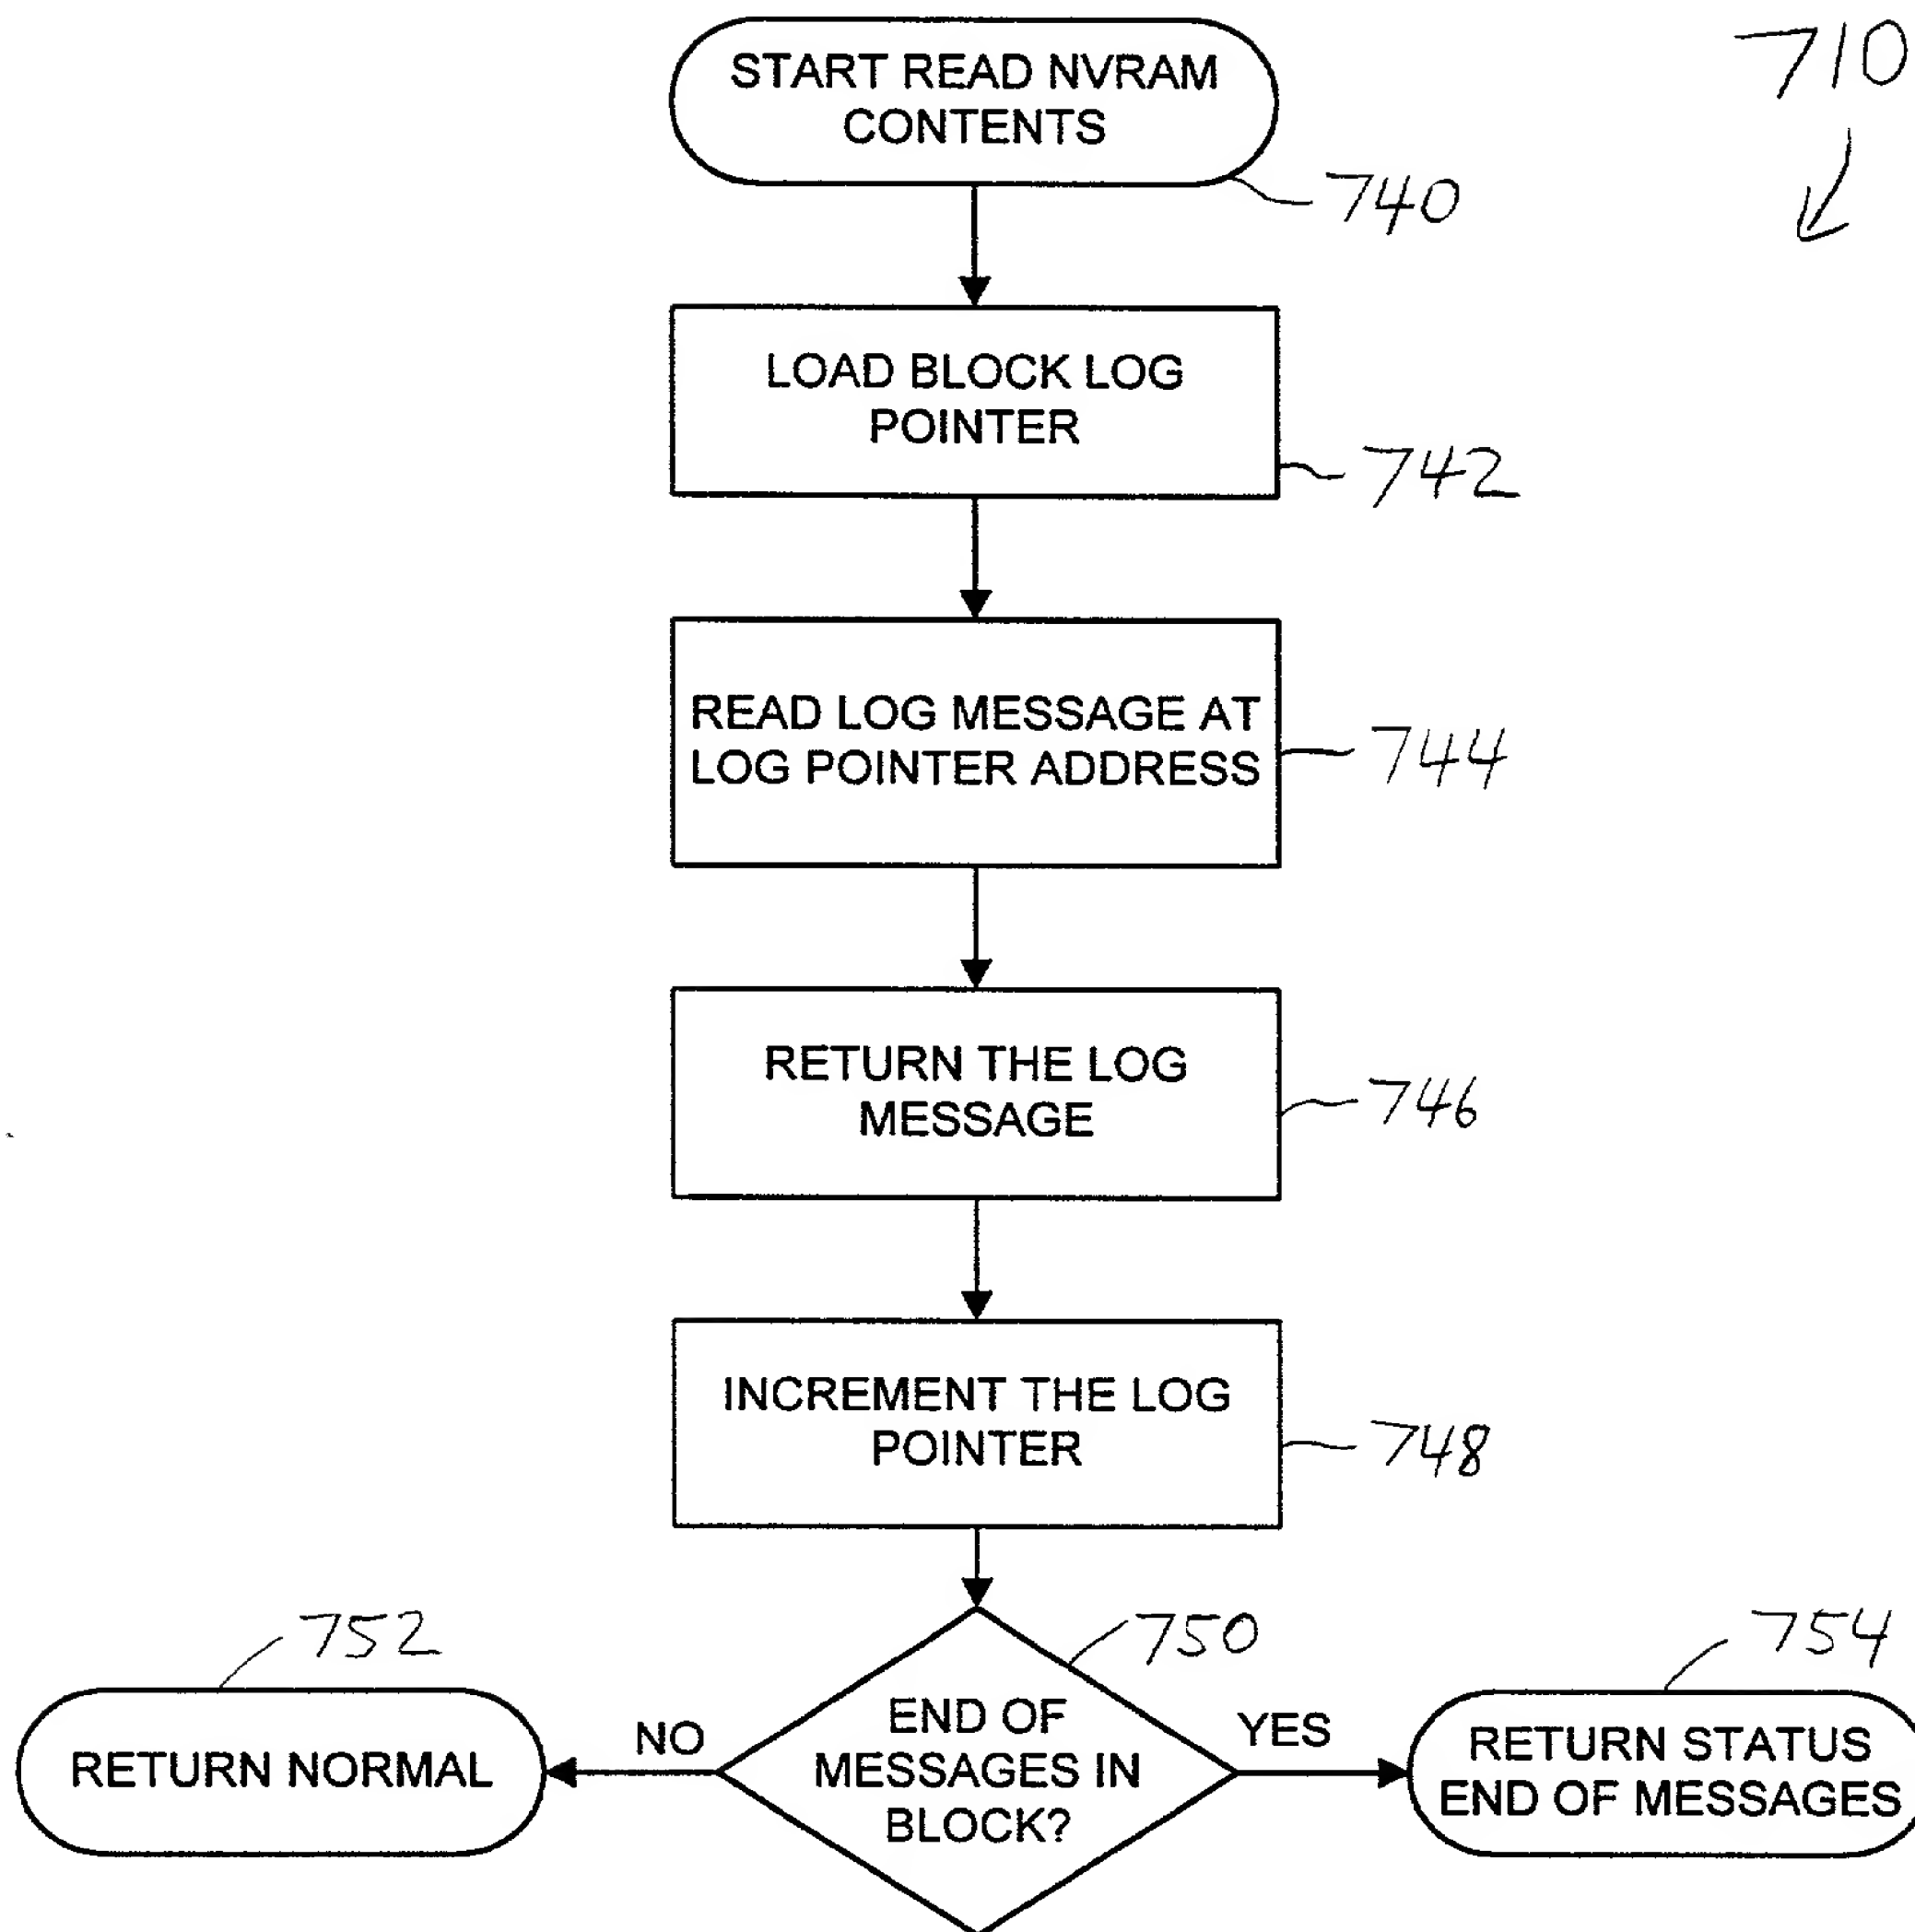 START READ NVRAM
CONTENTS
710
740
LOAD BLOCK LOG
POINTER
742
READ LOG MESSAGE AT
LOG POINTER ADDRESS
744
RETURN THE LOG
MESSAGE
746
INCREMENT THE LOG
POINTER
748
752
750
754
RETURN NORMAL
NO
END OF
MESSAGES IN
BLOCK?
YES
RETURN STATUS
END OF MESSAGES